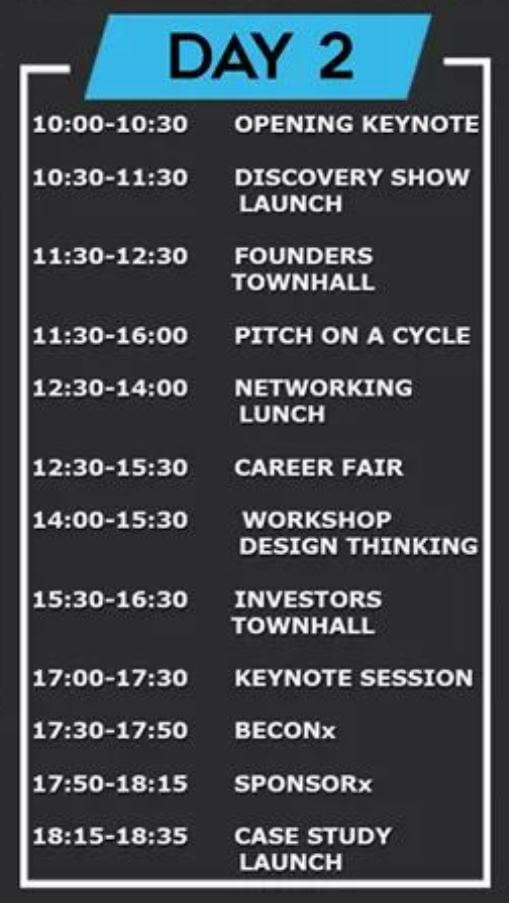 DAY 2
10:00-10:30 OPENING KEYNOTE
10:30-11:30 DISCOVERY SHOW
LAUNCH
11:30-12:30 FOUNDERS
TOWNHALL
11:30-16:00 PITCH ON A CYCLE
12:30-14:00 NETWORKING
LUNCH
12:30-15:30 CAREER FAIR
14:00-15:30 WORKSHOP
DESIGN THINKING
15:30-16:30 INVESTORS
TOWNHALL
17:00-17:30 KEYNOTE SESSION
17:30-17:50 BECONx
17:50-18:15 SPONSORx
18:15-18:35 CASE STUDY
LAUNCH